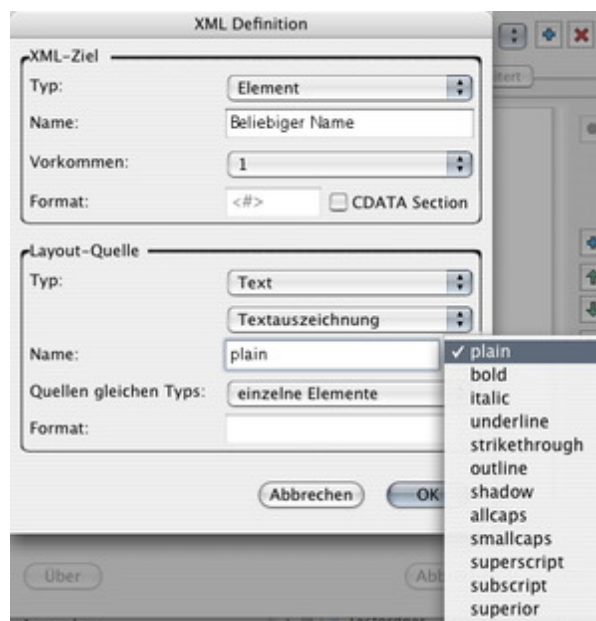 XML Definition
XML-Ziel
Typ: Element
Name: Beliebiger Name
Vorkommen: 1
Format: <#> CDATA Section
Layout-Quelle
Typ: Text
Textauszeichnung
Name: plain
Quellen gleichen Typs: einzelne Elemente
Format:
Abbrechen OK
✓ plain
bold
italic
underline
strikethrough
outline
shadow
allcaps
smallcaps
superscript
subscript
superior
Über